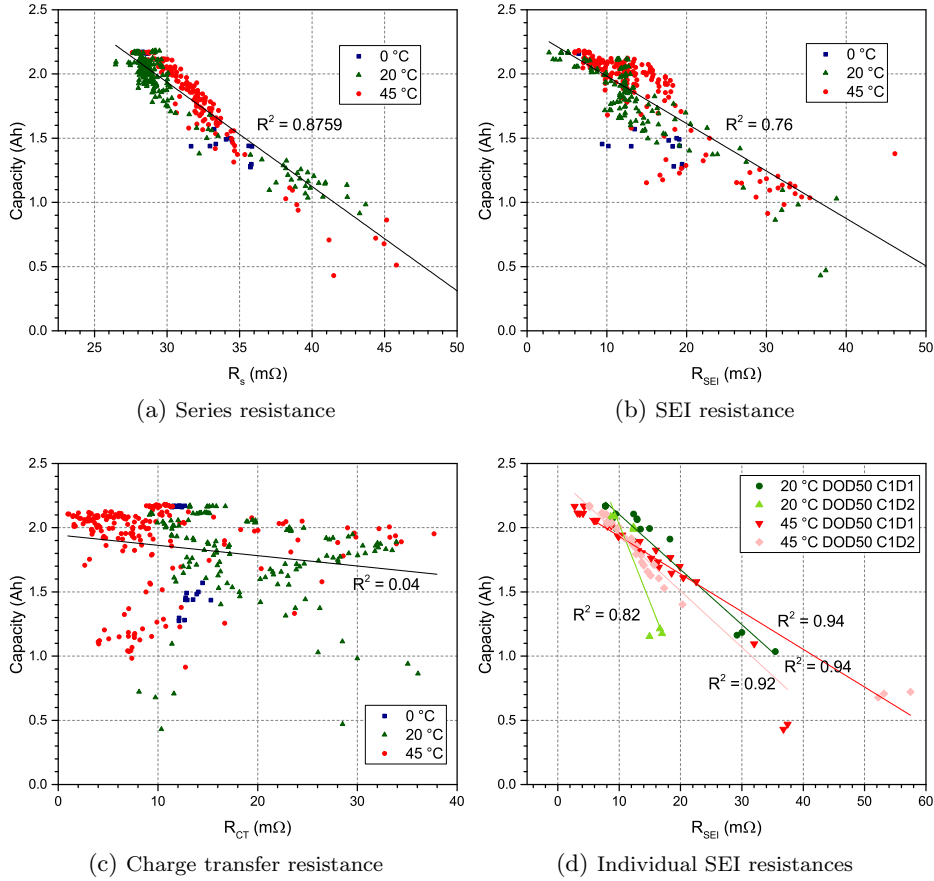 2.5
2.0
1.5
1.0
0.5
0.0
Capacity (Ah)
0 °C
20 °C
45 °C
R² = 0.8759
25 30 35 40 45 50
Rₛ (mΩ)
(a) Series resistance
2.5
2.0
1.5
1.0
0.5
0.0
Capacity (Ah)
0 °C
20 °C
45 °C
R² = 0.76
0 10 20 30 40 50
R_SEI (mΩ)
(b) SEI resistance
2.5
2.0
1.5
1.0
0.5
0.0
Capacity (Ah)
R² = 0.04
0 °C
20 °C
45 °C
0 10 20 30 40
R_CT (mΩ)
(c) Charge transfer resistance
2.5
2.0
1.5
1.0
0.5
0.0
Capacity (Ah)
20 °C DOD50 C1D1
20 °C DOD50 C1D2
45 °C DOD50 C1D1
45 °C DOD50 C1D2
R² = 0.82
R² = 0.94
R² = 0.94
R² = 0.92
0 10 20 30 40 50 60
R_SEI (mΩ)
(d) Individual SEI resistances